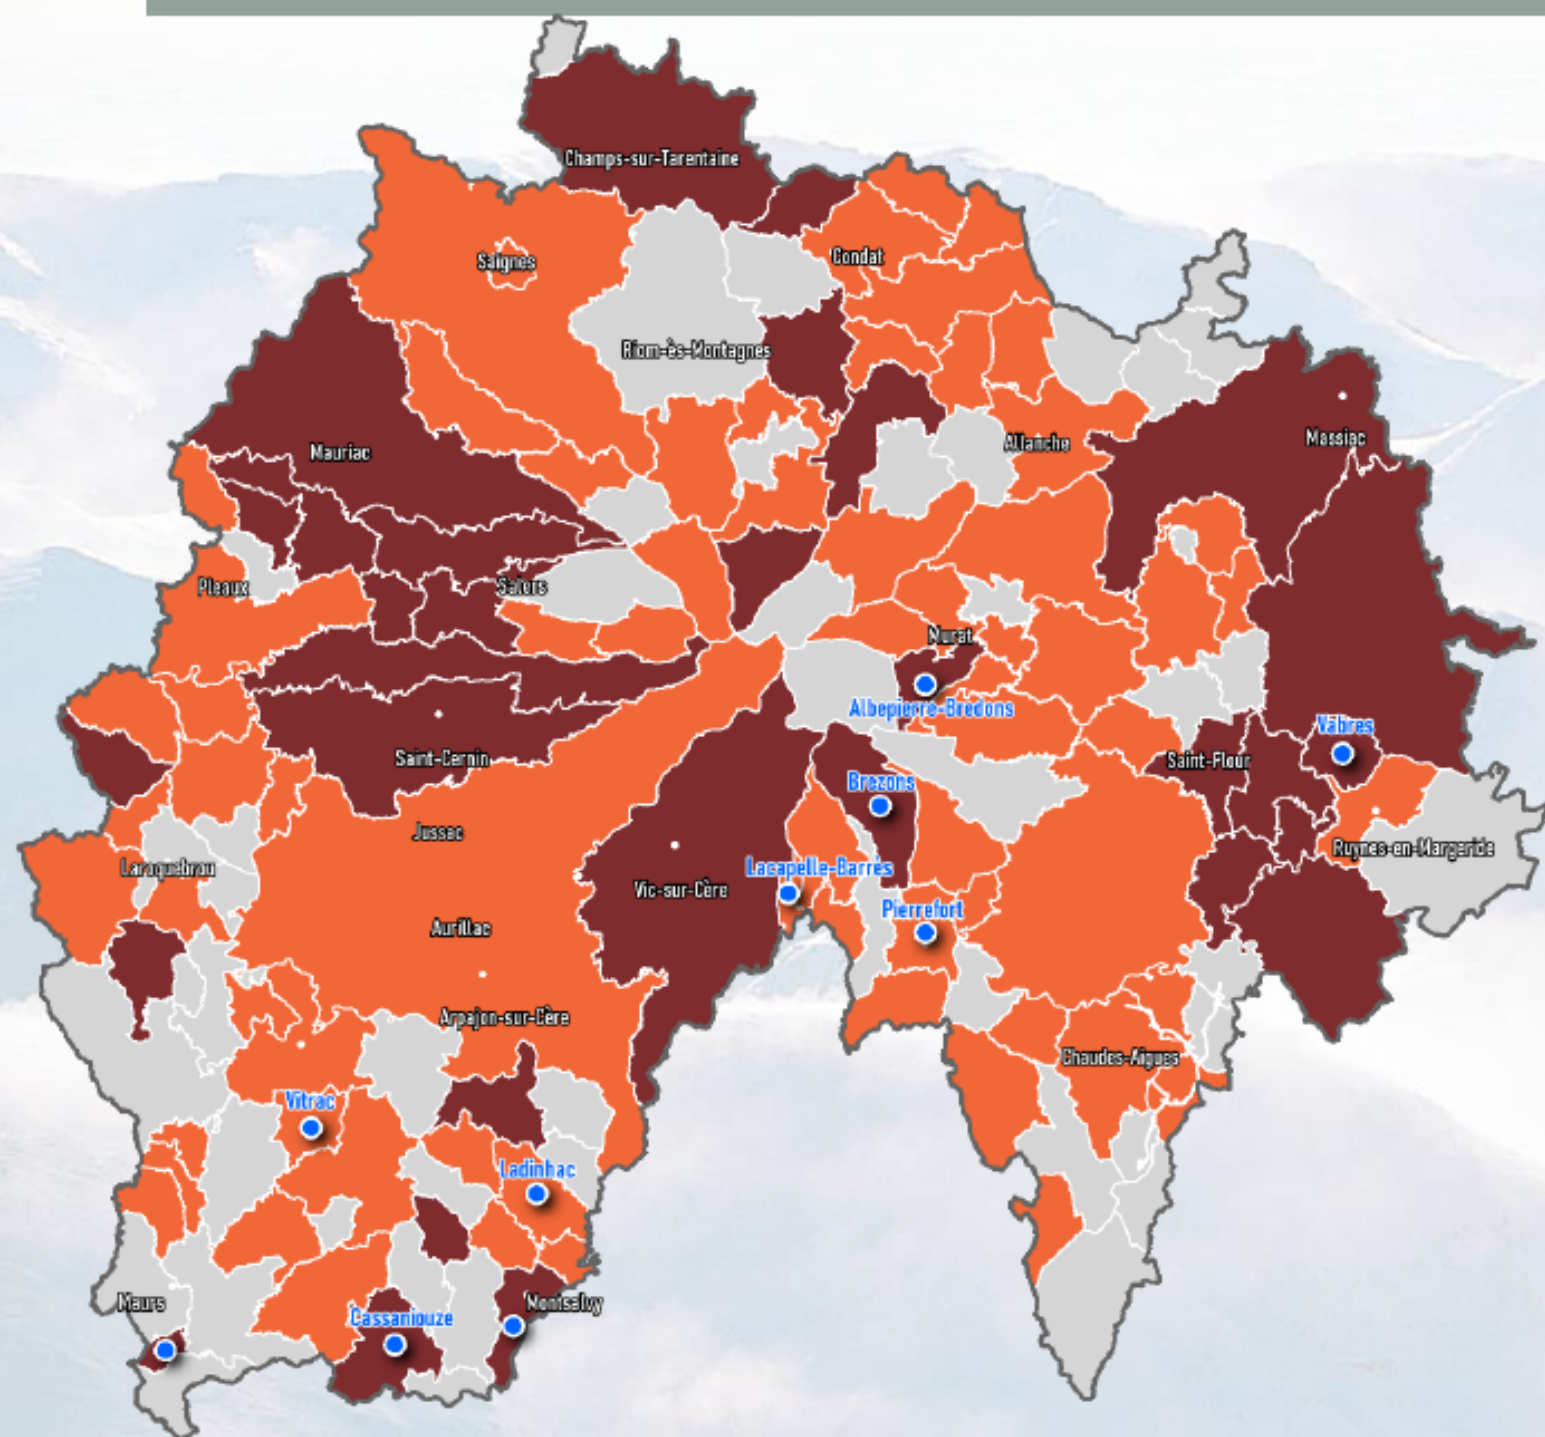 Champs-sur-Tarentaine
Saignes
Condat
Riom-ès-Montagnes
Allanche
Massiac
Mauriac
Pleaux
Salers
Murat
Albepierre-Bredons
Vabres
Saint-Cernin
Saint-Flour
Brezons
Jussac
Ruynes-en-Margeride
Laroquebrou
Lacapelle-Barrès
Vic-sur-Cère
Pierrefort
Aurillac
Arpajon-sur-Cère
Chaudes-Aigues
Vitrac
Ladinhac
Maurs
Montsalvy
Cassaniouze